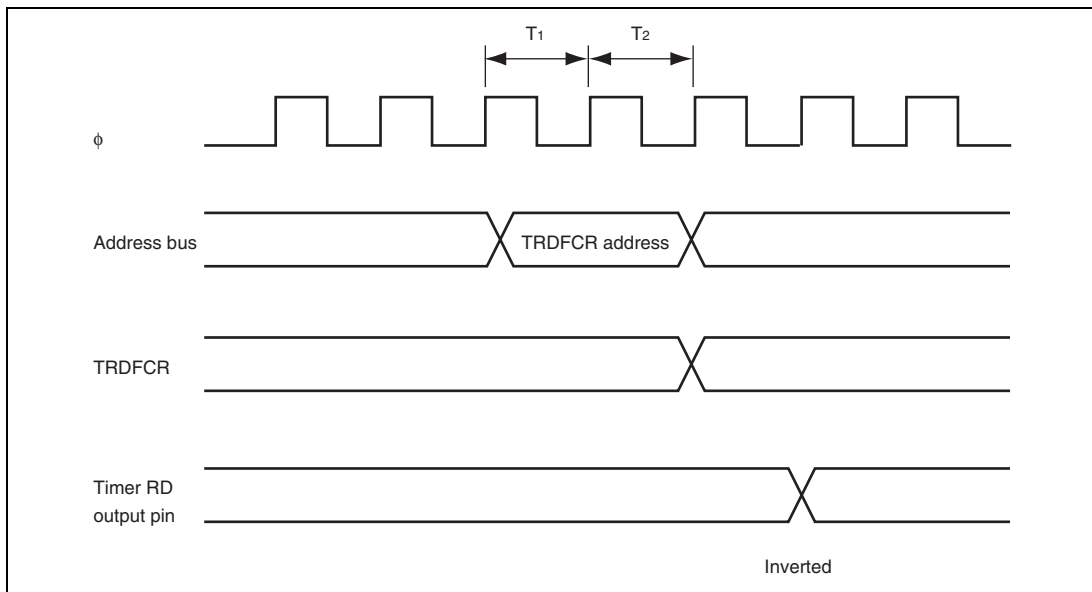 T1
T2
ϕ
Address bus
TRDFCR address
TRDFCR
Timer RD
output pin
Inverted